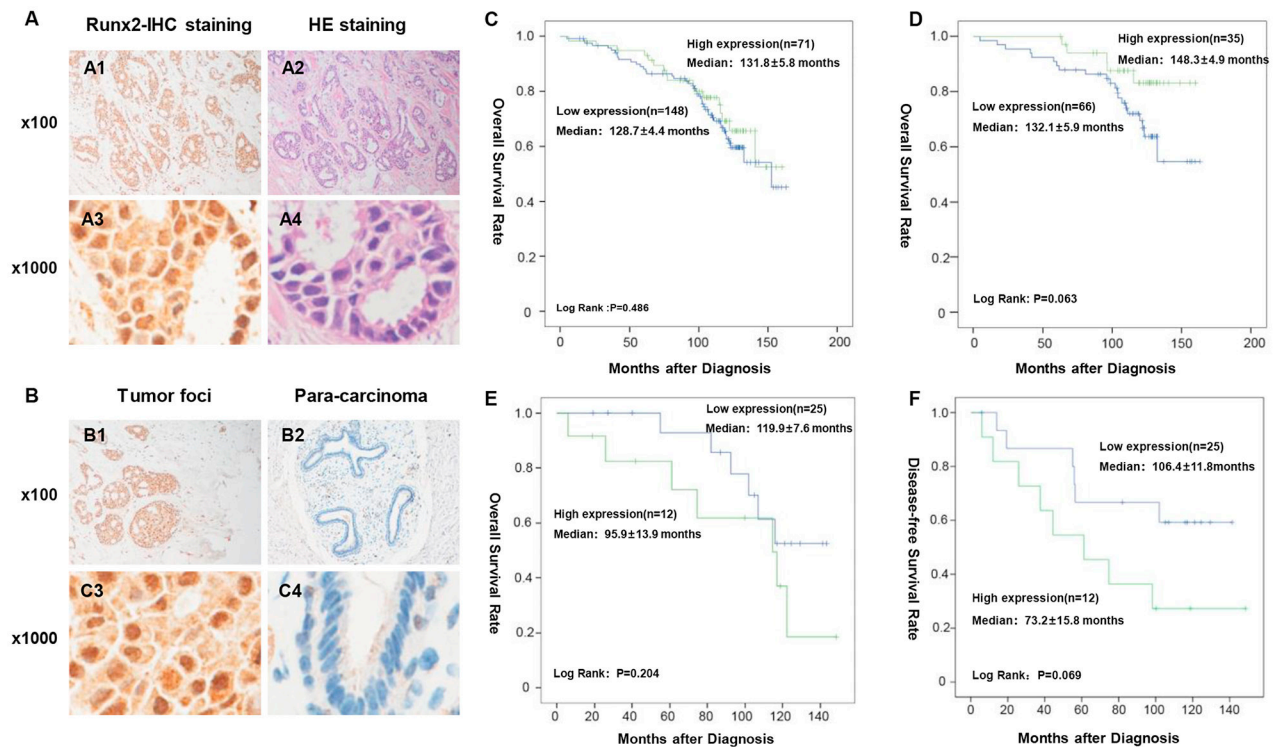 A
Runx2-IHC staining
HE staining
x100
A1
A2
x1000
A3
A4
B
Tumor foci
Para-carcinoma
x100
B1
B2
x1000
C3
C4
C
High expression(n=71)
Median: 131.8±5.8 months
Low expression(n=148)
Median: 128.7±4.4 months
Log Rank :P=0.486
Overall Survival Rate
1.0
0.8
0.6
0.4
0.2
0
0 50 100 150 200
Months after Diagnosis
D
High expression(n=35)
Median: 148.3±4.9 months
Low expression(n=66)
Median: 132.1±5.9 months
Log Rank: P=0.063
Overall Survival Rate
1.0
0.8
0.6
0.4
0.2
0
0 50 100 150 200
Months after Diagnosis
E
Low expression(n=25)
Median: 119.9±7.6 months
High expression(n=12)
Median: 95.9±13.9 months
Log Rank: P=0.204
Overall Survival Rate
1.0
0.8
0.6
0.4
0.2
0
0 20 40 60 80 100 120 140
Months after Diagnosis
F
Low expression(n=25)
Median: 106.4±11.8months
High expression(n=12)
Median: 73.2±15.8 months
Log Rank: P=0.069
Disease-free Survival Rate
1.0
0.8
0.6
0.4
0.2
0
0 20 40 60 80 100 120 140
Months after Diagnosis